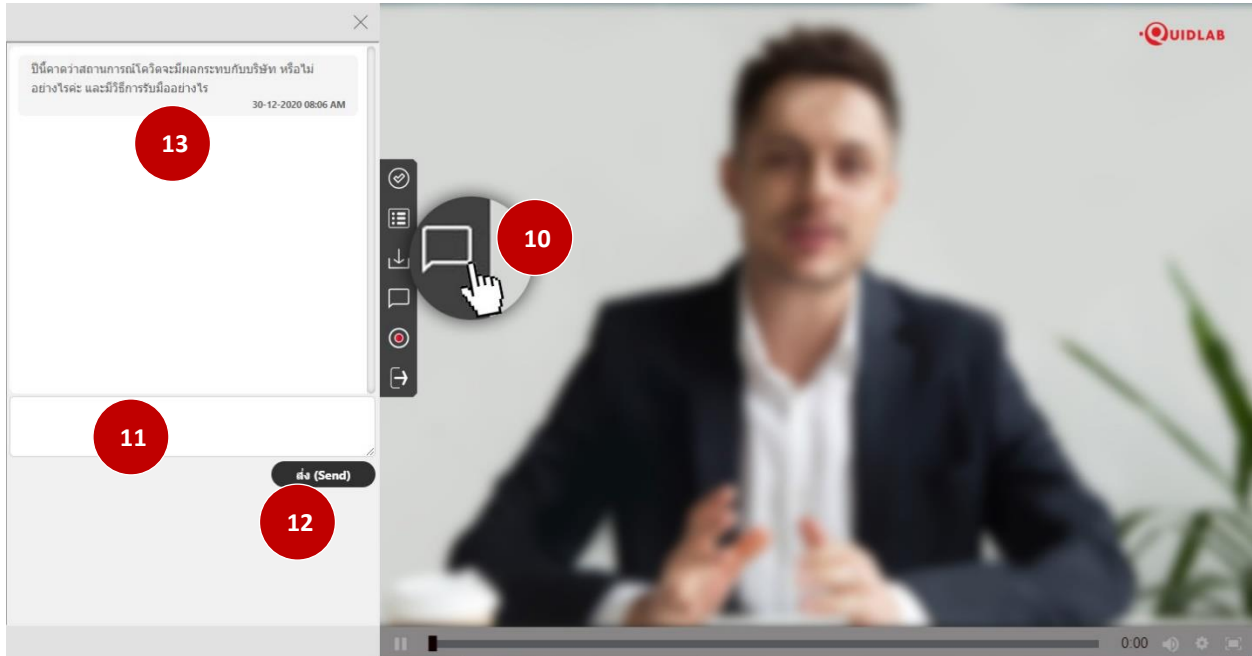 QUIDLAB
ปีนี้คาดว่าสถานการณ์โควิดจะมีผลกระทบกับบริษัท หรือไม่
อย่างไรค่ะ และมีวิธีการรับมืออย่างไร
30-12-2020 08:06 AM
13
10
11
ส่ง (Send)
12
0:00